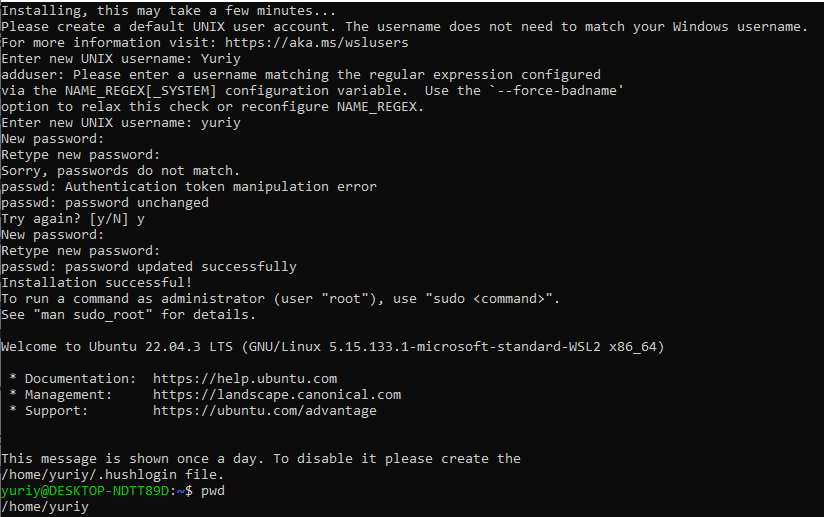 Installing, this may take a few minutes...
Please create a default UNIX user account. The username does not need to match your Windows username.
For more information visit: https://aka.ms/wslusers
Enter new UNIX username: Yuriy
adduser: Please enter a username matching the regular expression configured
via the NAME_REGEX[_SYSTEM] configuration variable.  Use the `--force-badname'
option to relax this check or reconfigure NAME_REGEX.
Enter new UNIX username: yuriy
New password:
Retype new password:
Sorry, passwords do not match.
passwd: Authentication token manipulation error
passwd: password unchanged
Try again? [y/N] y
New password:
Retype new password:
passwd: password updated successfully
Installation successful!
To run a command as administrator (user "root"), use "sudo <command>".
See "man sudo_root" for details.
Welcome to Ubuntu 22.04.3 LTS (GNU/Linux 5.15.133.1-microsoft-standard-WSL2 x86_64)
 * Documentation:  https://help.ubuntu.com
 * Management:     https://landscape.canonical.com
 * Support:        https://ubuntu.com/advantage
This message is shown once a day. To disable it please create the
/home/yuriy/.hushlogin file.
yuriy@DESKTOP-NDTT89D:~$ pwd
/home/yuriy